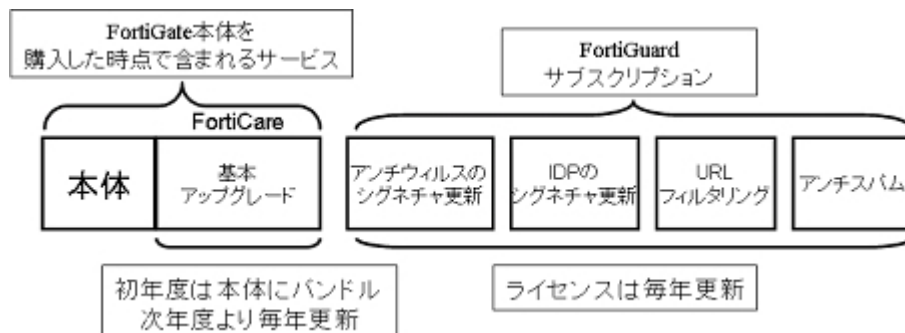 FortiGate本体を
購入した時点で含まれるサービス
FortiGuard
サブスクリプション
FortiCare
本体
基本
アップグレード
アンチウィルスの
シグネチャ更新
IDPの
シグネチャ更新
URL
フィルタリング
アンチスパム
初年度は本体にバンドル
次年度より毎年更新
ライセンスは毎年更新